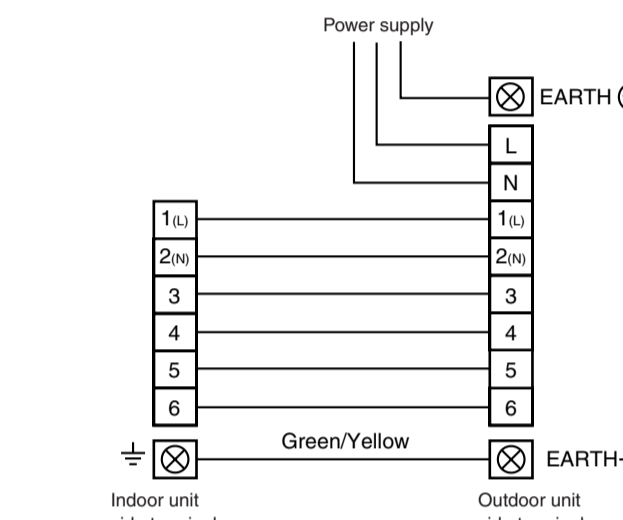 Power supply
EARTH
L
N
1(L) 1(L)
2(N) 2(N)
3 3
4 4
5 5
6 6
Green/Yellow
EARTH-
Indoor unit Outdoor unit